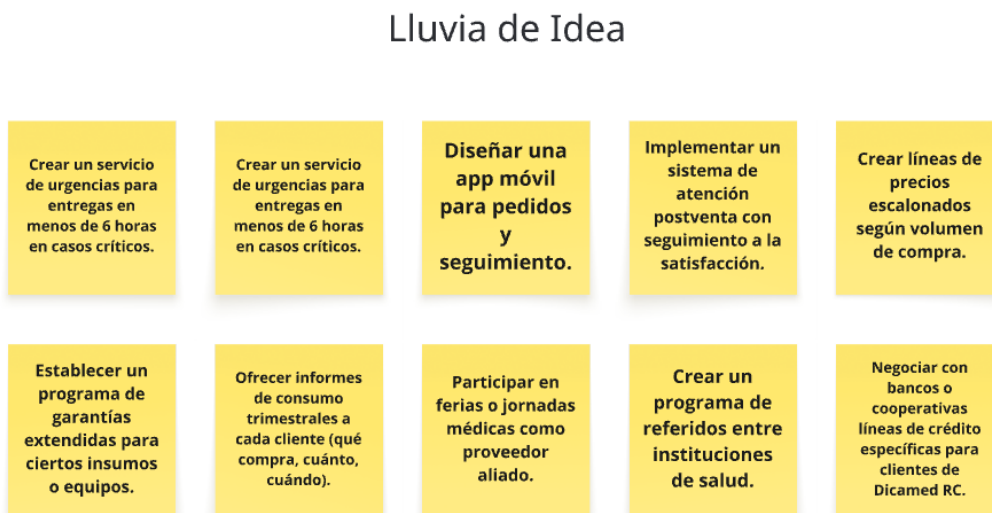 Lluvia de Idea
Crear un servicio
de urgencias para
entregas en
menos de 6 horas
en casos críticos.
Crear un servicio
de urgencias para
entregas en
menos de 6 horas
en casos críticos.
Diseñar una
app móvil
para pedidos
y
seguimiento.
Implementar un
sistema de
atención
postventa con
seguimiento a la
satisfacción.
Crear líneas de
precios
escalonados
según volumen
de compra.
Establecer un
programa de
garantías
extendidas para
ciertos insumos
o equipos.
Ofrecer informes
de consumo
trimestrales a
cada cliente (qué
compra, cuánto,
cuándo).
Participar en
ferias o jornadas
médicas como
proveedor
aliado.
Crear un
programa de
referidos entre
instituciones
de salud.
Negociar con
bancos o
cooperativas
líneas de crédito
específicas para
clientes de
Dicamed RC.